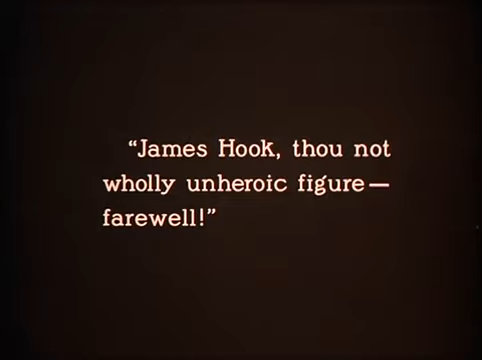 “James Hook, thou not
wholly unheroic figure—
farewell!”